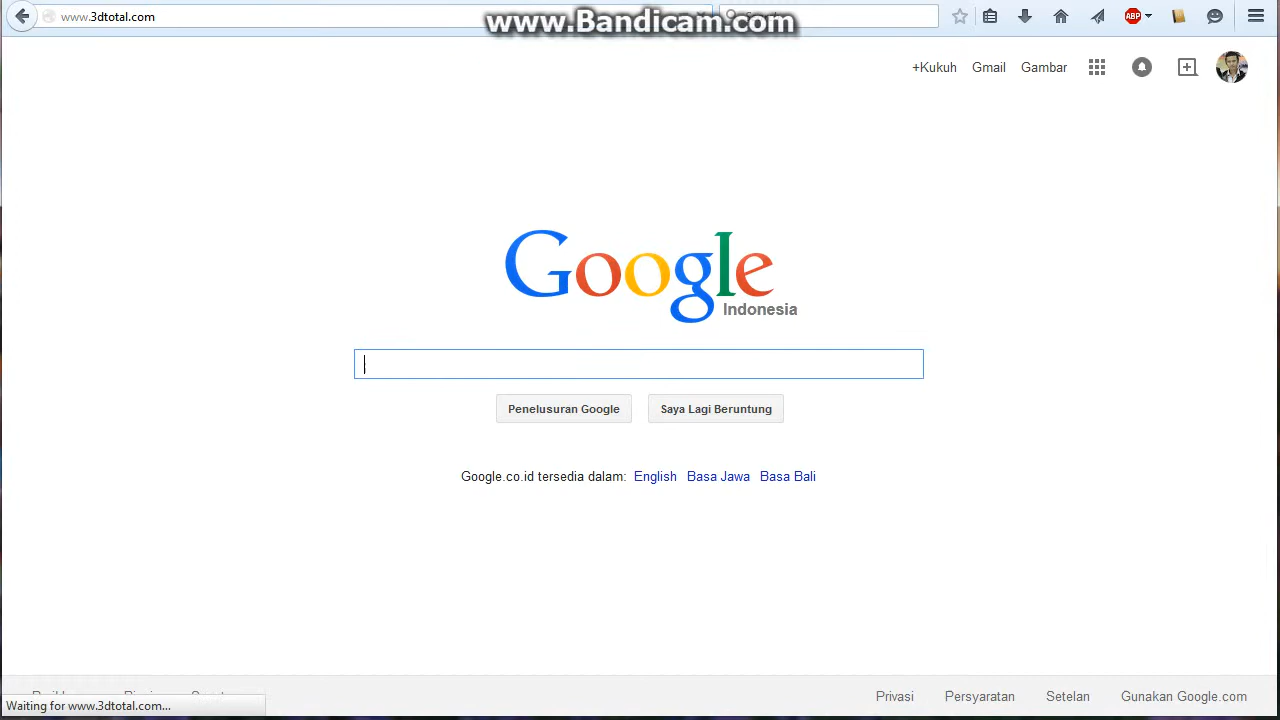 www.3dtotal.com
www.Bandicam.com
ABP
+Kukuh Gmail Gambar
Google
Indonesia
Penelusuran Google Saya Lagi Beruntung
Google.co.id tersedia dalam: English Basa Jawa Basa Bali
Privasi Persyaratan Setelan Gunakan Google.com
Waiting for www.3dtotal.com...